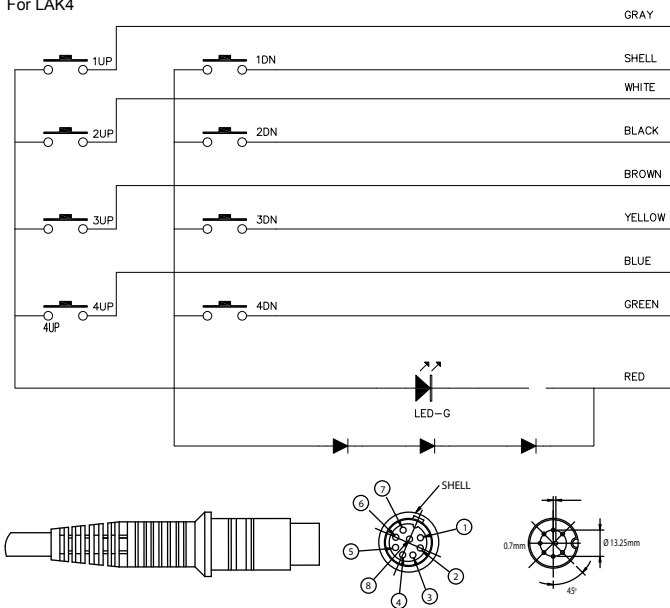 For LAK4
GRAY
1UP
1DN
SHELL
WHITE
2UP
2DN
BLACK
BROWN
3UP
3DN
YELLOW
BLUE
4UP
4UP
4DN
GREEN
RED
LED-G
SHELL
7
6
1
5
2
8
4
3
0.7mm
Ø 13.25mm
45°